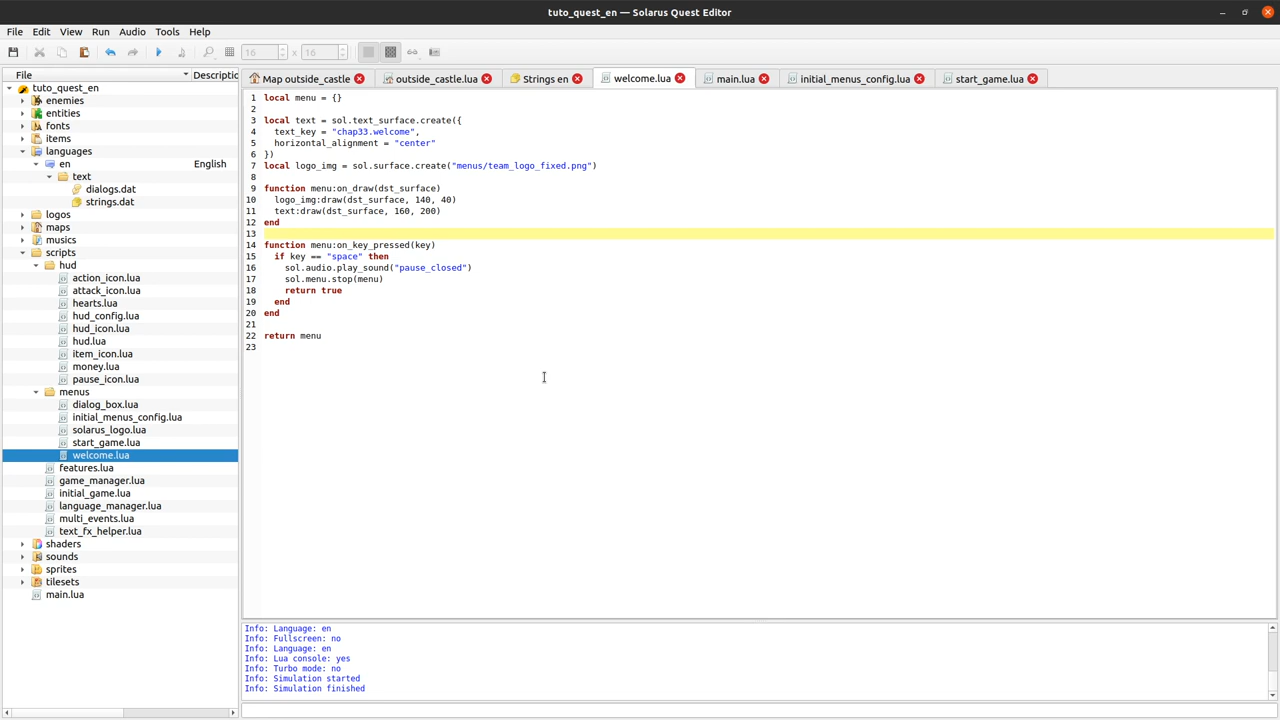 tuto_quest_en — Solarus Quest Editor
File Edit View Run Audio Tools Help
16 x 16
File Descriptic
tuto_quest_en
enemies
entities
fonts
items
languages
en English
text
dialogs.dat
strings.dat
logos
maps
musics
scripts
hud
action_icon.lua
attack_icon.lua
hearts.lua
hud_config.lua
hud_icon.lua
hud.lua
item_icon.lua
money.lua
pause_icon.lua
menus
dialog_box.lua
initial_menus_config.lua
solarus_logo.lua
start_game.lua
welcome.lua
features.lua
game_manager.lua
initial_game.lua
language_manager.lua
multi_events.lua
text_fx_helper.lua
shaders
sounds
sprites
tilesets
main.lua
Map outside_castle outside_castle.lua Strings en welcome.lua main.lua initial_menus_config.lua start_game.lua
1 local menu = {}
2
3 local text = sol.text_surface.create({
4 text_key = "chap33.welcome",
5 horizontal_alignment = "center"
6 })
7 local logo_img = sol.surface.create("menus/team_logo_fixed.png")
8
9 function menu:on_draw(dst_surface)
10 logo_img:draw(dst_surface, 140, 40)
11 text:draw(dst_surface, 160, 200)
12 end
13
14 function menu:on_key_pressed(key)
15 if key == "space" then
16 sol.audio.play_sound("pause_closed")
17 sol.menu.stop(menu)
18 return true
19 end
20 end
21
22 return menu
23
Info: Language: en
Info: Fullscreen: no
Info: Language: en
Info: Lua console: yes
Info: Turbo mode: no
Info: Simulation started
Info: Simulation finished